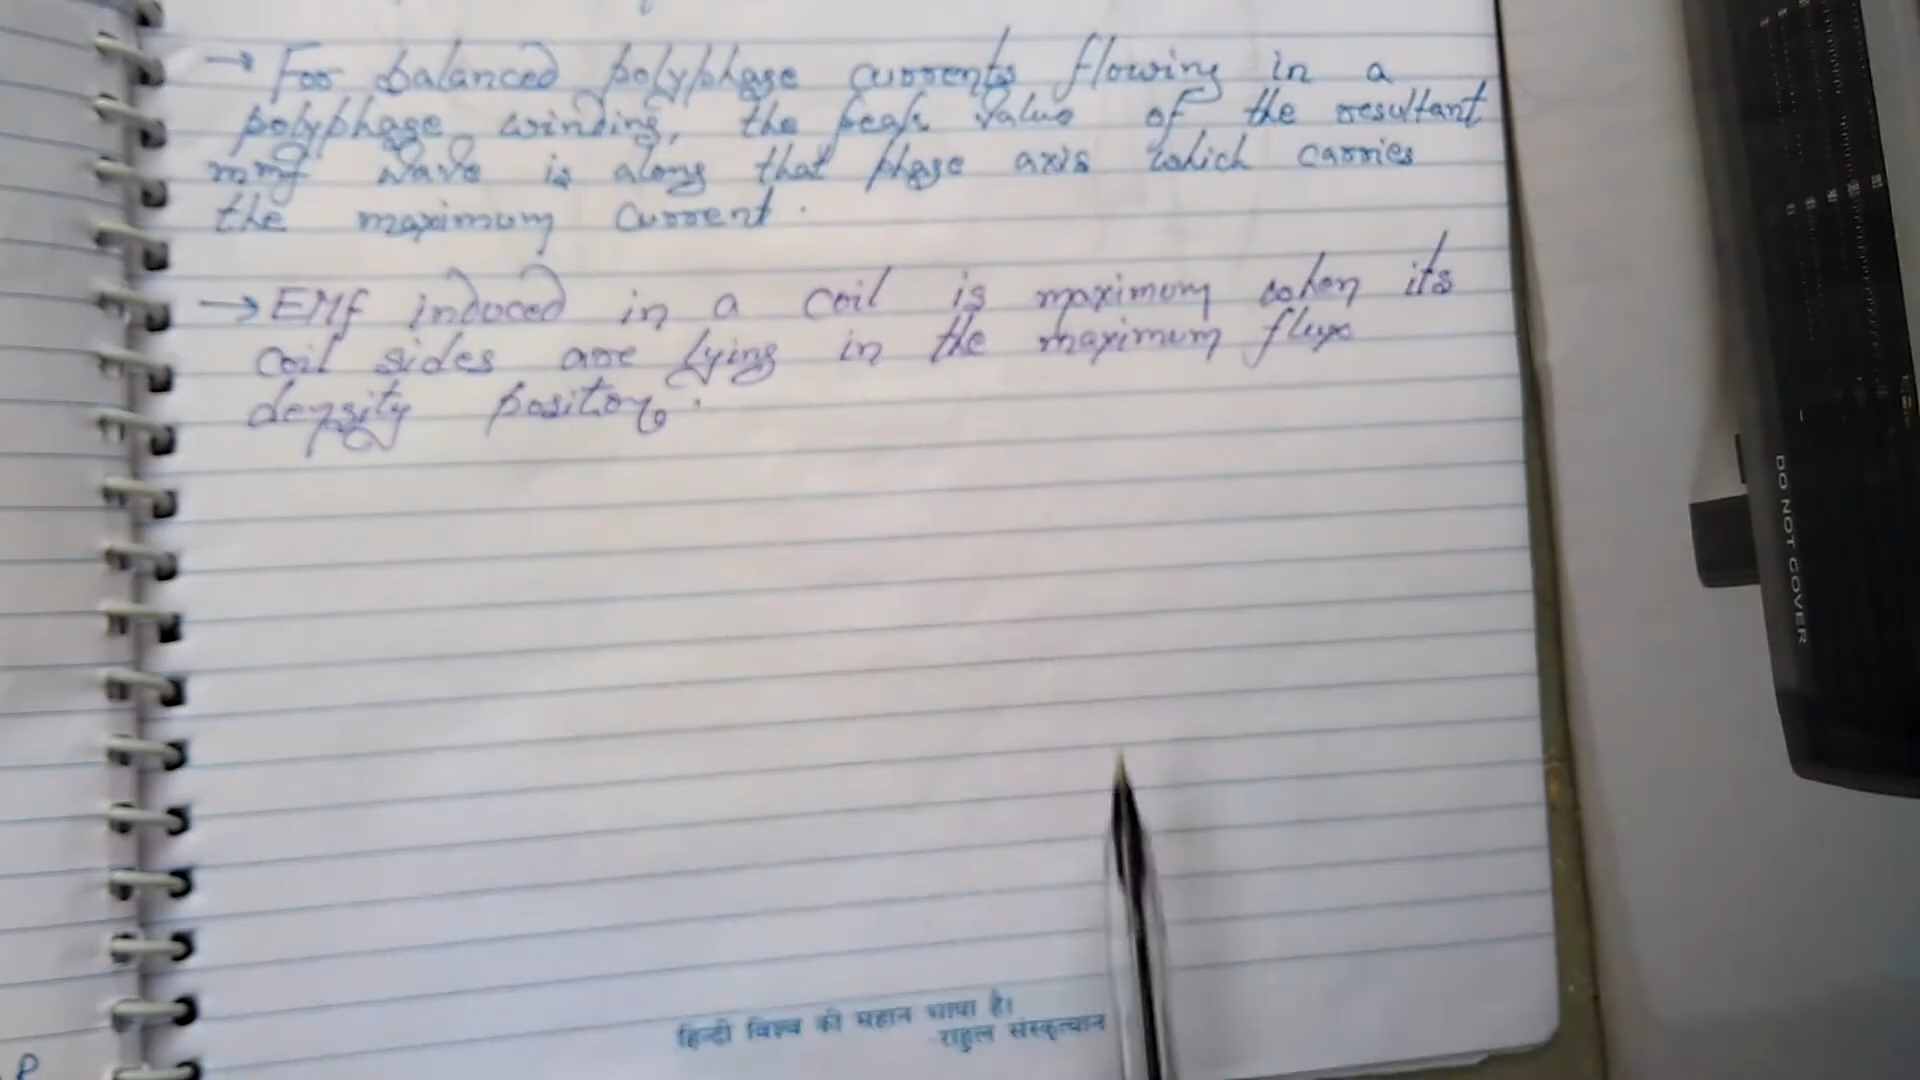 → For balanced polyphase currents flowing in a
polyphase winding, the peak value of the resultant
mmf wave is along that phase axis which carries
the maximum current.
→ EMf induced in a coil is maximum when its
coil sides are lying in the maximum flux
density position.
हिन्दी विश्व की महान भाषा है।
राहुल संस्कृत्यान
DO NOT COVER